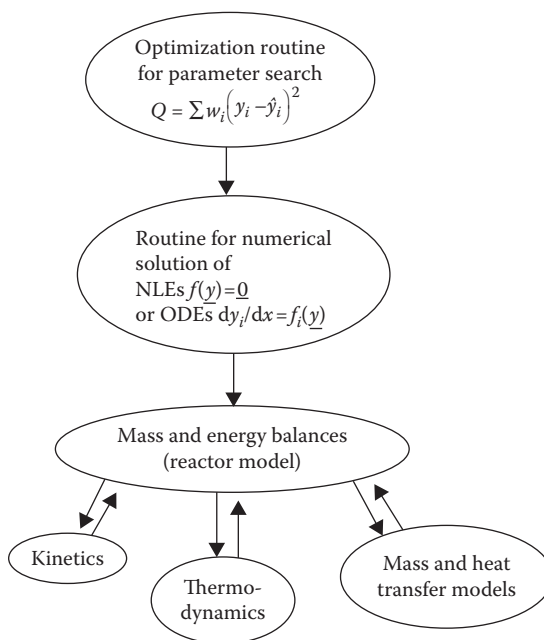 Optimization routine
for parameter search
Q = ∑ wᵢ(yᵢ − ŷᵢ)²
Routine for numerical
solution of
NLEs f(y̲)=0̲
or ODEs dyᵢ/dx=fᵢ(y̲)
Mass and energy balances
(reactor model)
Kinetics
Thermo-
dynamics
Mass and heat
transfer models